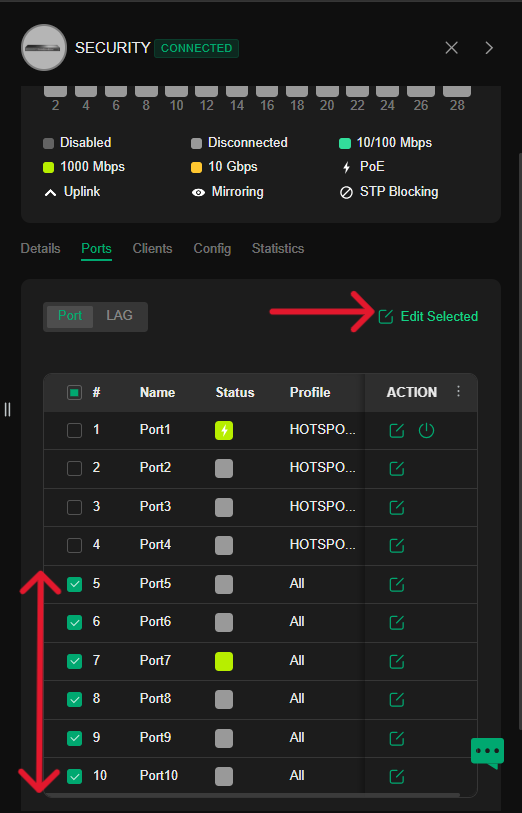 SECURITY CONNECTED
2 4 6 8 10 12 14 16 18 20 22 24 26 28
Disabled Disconnected 10/100 Mbps
1000 Mbps 10 Gbps PoE
Uplink Mirroring STP Blocking
Details Ports Clients Config Statistics
Port LAG Edit Selected
# Name Status Profile ACTION
1 Port1 HOTSPO...
2 Port2 HOTSPO...
3 Port3 HOTSPO...
4 Port4 HOTSPO...
5 Port5 All
6 Port6 All
7 Port7 All
8 Port8 All
9 Port9 All
10 Port10 All